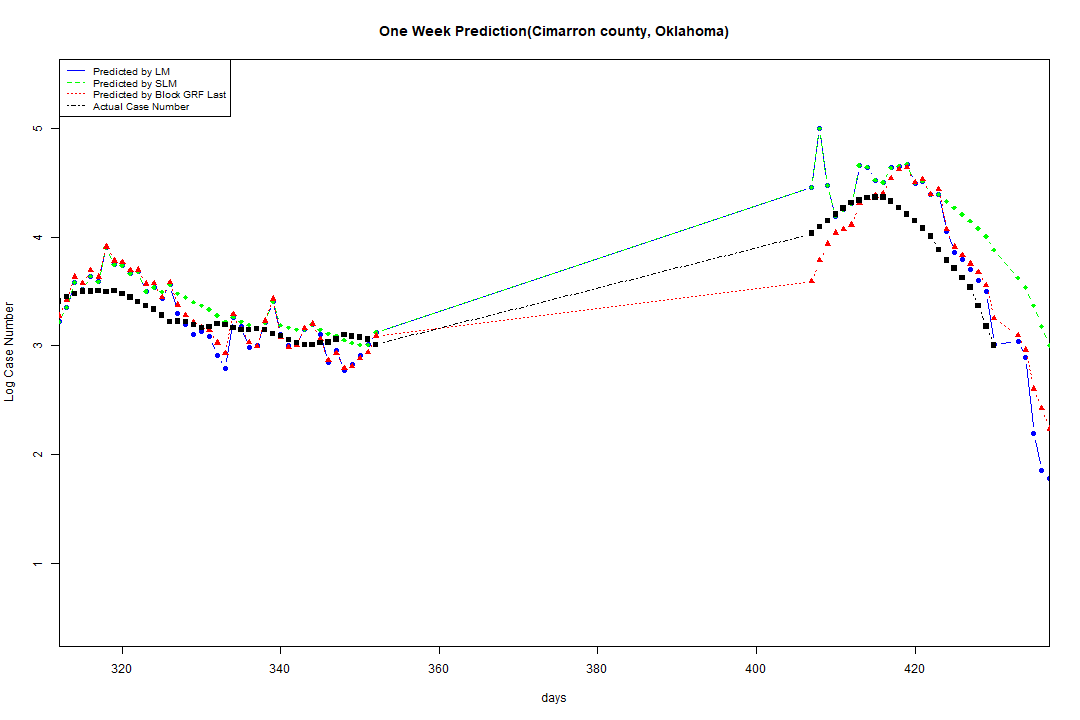 One Week Prediction(Cimarron county, Oklahoma)
Predicted by LM
Predicted by SLM
Predicted by Block GRF Last
Actual Case Number
5
4
3
2
1
Log Case Number
320
340
360
380
400
420
days